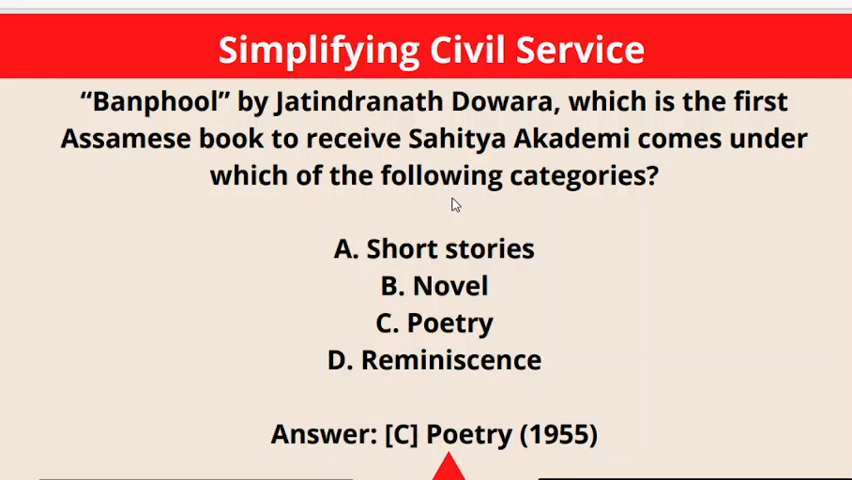 Simplifying Civil Service
“Banphool” by Jatindranath Dowara, which is the first
Assamese book to receive Sahitya Akademi comes under
which of the following categories?
A. Short stories
B. Novel
C. Poetry
D. Reminiscence
Answer: [C] Poetry (1955)